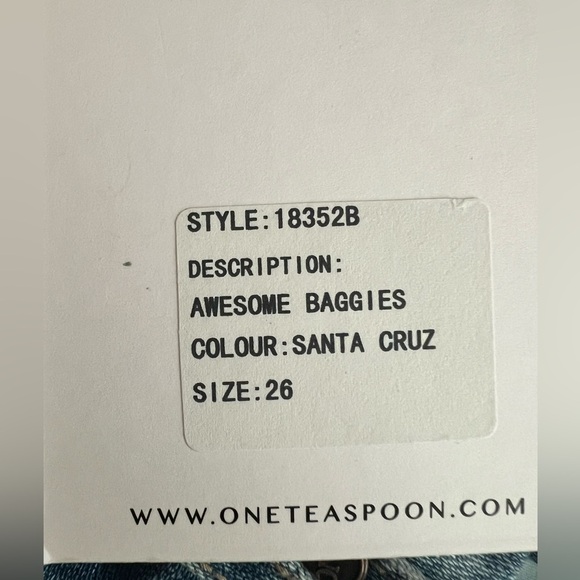 STYLE:18352B
DESCRIPTION:
AWESOME BAGGIES
COLOUR:SANTA CRUZ
SIZE:26
WWW.ONETEASPOON.COM